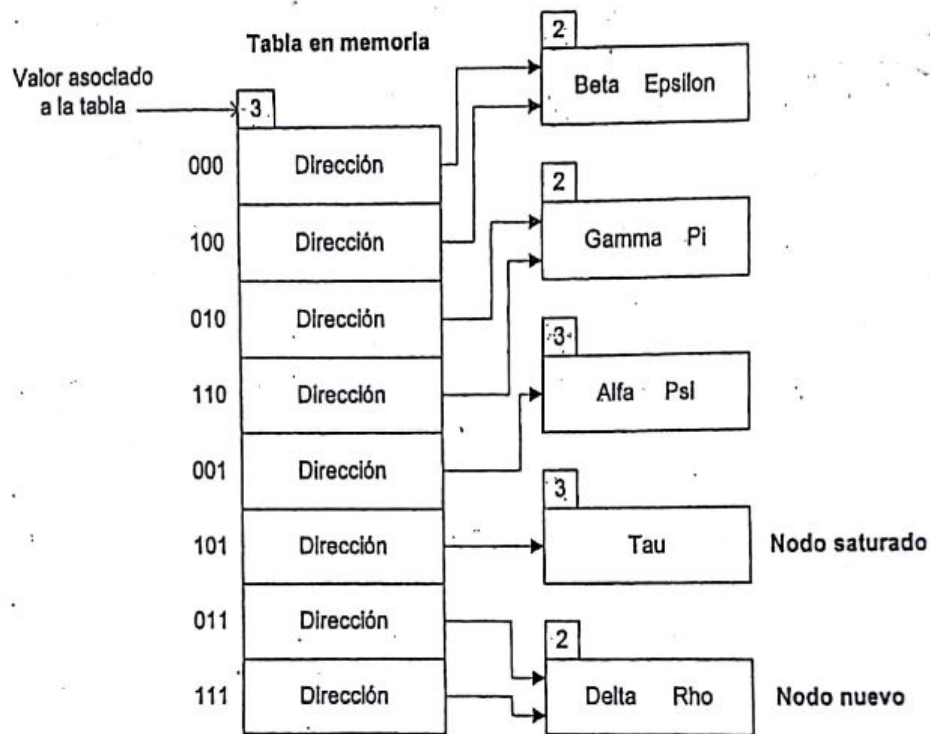 Tabla en memoria
Valor asociado
a la tabla
3
000 Dirección
100 Dirección
010 Dirección
110 Dirección
001 Dirección
101 Dirección
011 Dirección
111 Dirección
2
Beta Epsilon
2
Gamma Pi
3
Alfa Psi
3
Tau Nodo saturado
2
Delta Rho Nodo nuevo